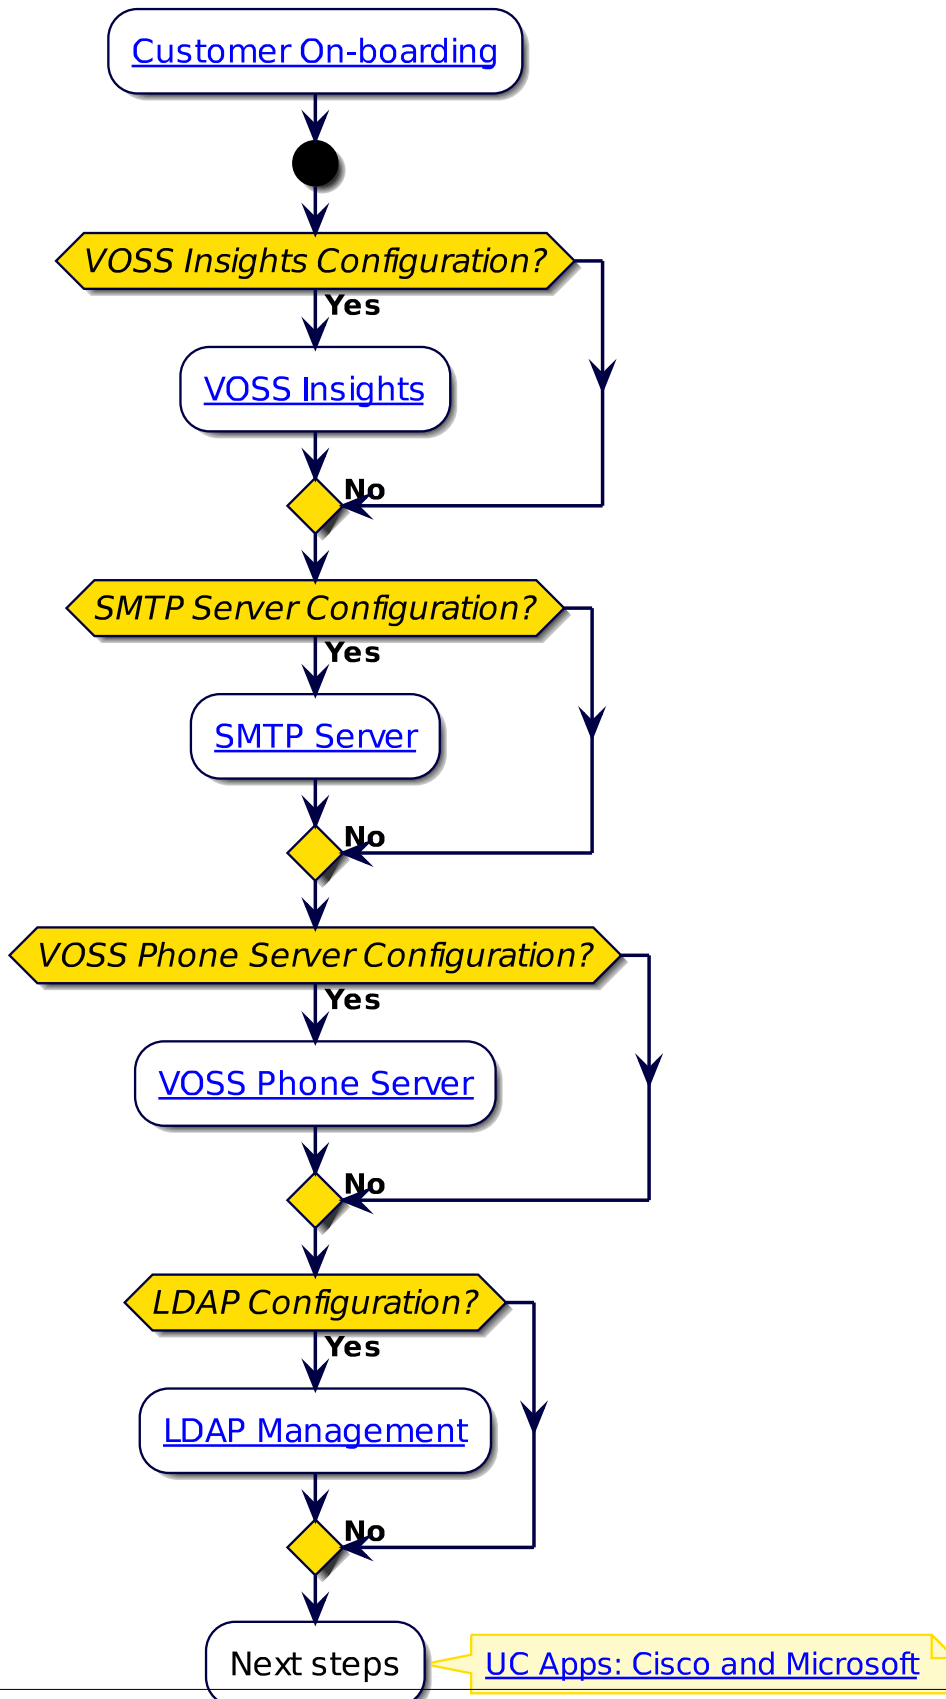 Customer On-boarding
VOSS Insights Configuration?
Yes
VOSS Insights
No
SMTP Server Configuration?
Yes
SMTP Server
No
VOSS Phone Server Configuration?
Yes
VOSS Phone Server
No
LDAP Configuration?
Yes
LDAP Management
No
Next steps
UC Apps: Cisco and Microsoft